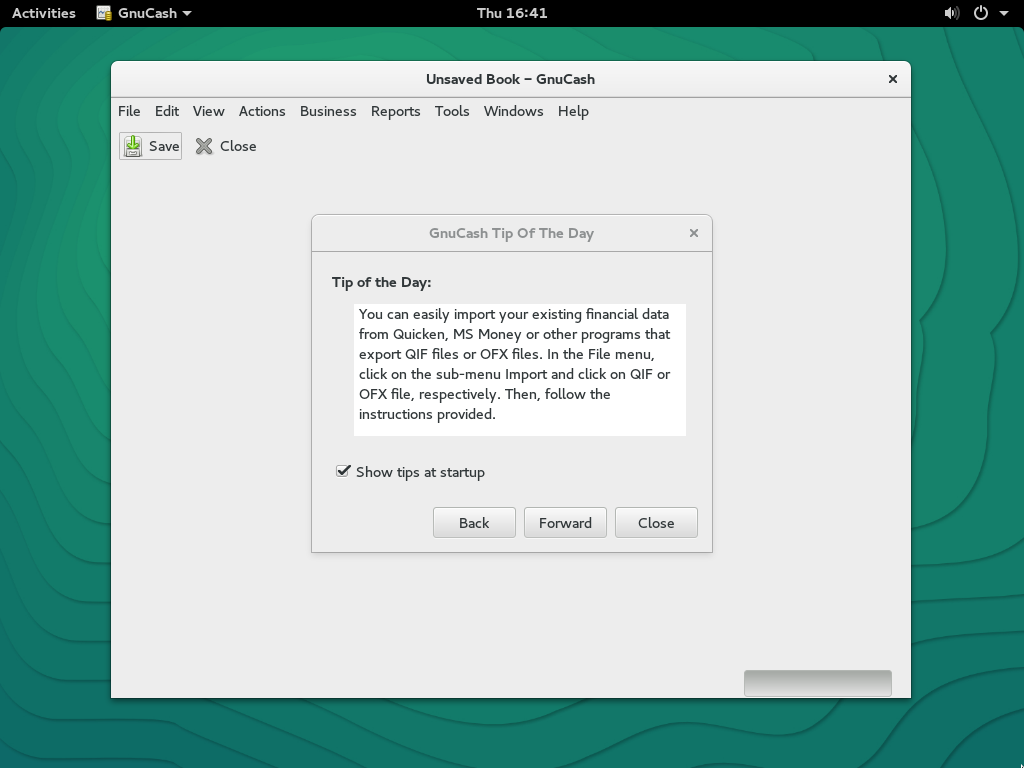 Activities GnuCash Thu 16:41
Unsaved Book – GnuCash
File Edit View Actions Business Reports Tools Windows Help
Save Close
GnuCash Tip Of The Day
Tip of the Day:
You can easily import your existing financial data
from Quicken, MS Money or other programs that
export QIF files or OFX files. In the File menu,
click on the sub-menu Import and click on QIF or
OFX file, respectively. Then, follow the
instructions provided.
Show tips at startup
Back Forward Close